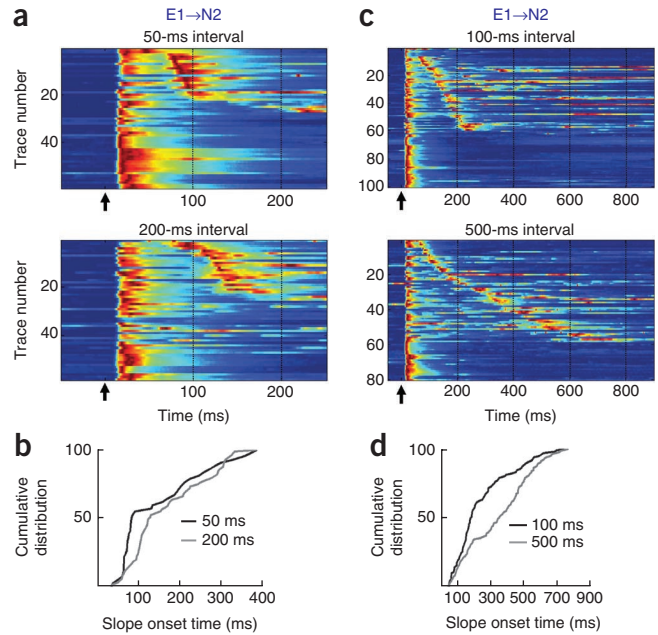 a
E1→N2
50-ms interval
Trace number
20
40
100
200
200-ms interval
Trace number
20
40
100
200
Time (ms)
b
Cumulative distribution
100
50
50 ms
200 ms
100
200
300
400
Slope onset time (ms)
c
E1→N2
100-ms interval
20
40
60
80
100
200
400
600
800
500-ms interval
20
40
60
80
200
400
600
800
Time (ms)
d
Cumulative distribution
100
50
100 ms
500 ms
100
300
500
700
900
Slope onset time (ms)